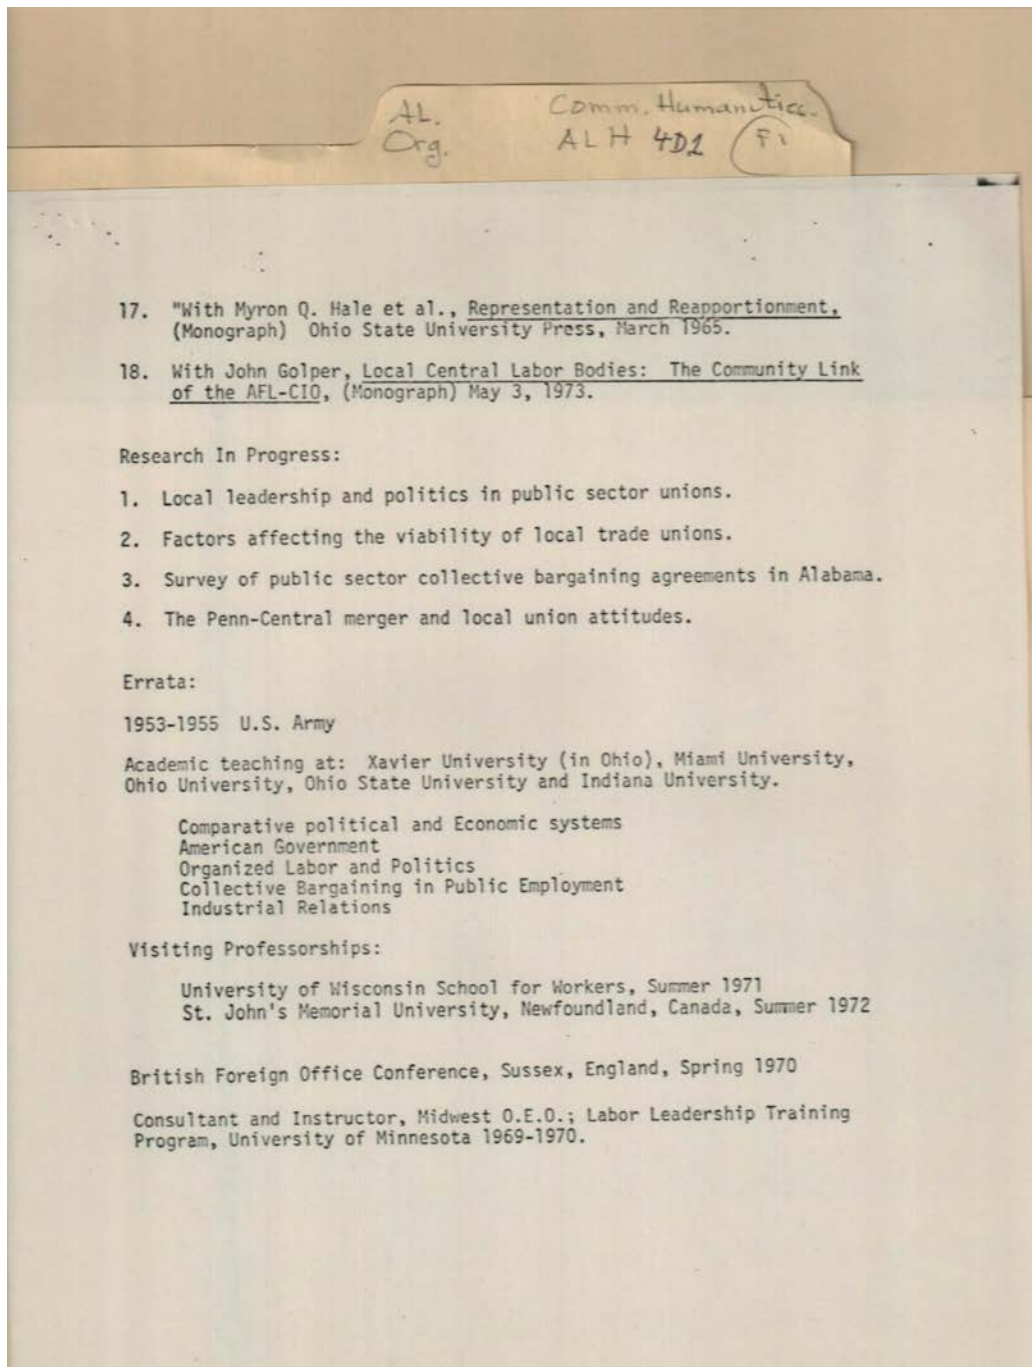 AL. Comm. Humanities.
Org. ALH 4D1 F1
17. "With Myron Q. Hale et al., Representation and Reapportionment,
(Monograph) Ohio State University Press, March 1965.
18. With John Golper, Local Central Labor Bodies: The Community Link
of the AFL-CIO, (Monograph) May 3, 1973.
Research In Progress:
1. Local leadership and politics in public sector unions.
2. Factors affecting the viability of local trade unions.
3. Survey of public sector collective bargaining agreements in Alabama.
4. The Penn-Central merger and local union attitudes.
Errata:
1953-1955 U.S. Army
Academic teaching at: Xavier University (in Ohio), Miami University,
Ohio University, Ohio State University and Indiana University.
Comparative political and Economic systems
American Government
Organized Labor and Politics
Collective Bargaining in Public Employment
Industrial Relations
Visiting Professorships:
University of Wisconsin School for Workers, Summer 1971
St. John's Memorial University, Newfoundland, Canada, Summer 1972
British Foreign Office Conference, Sussex, England, Spring 1970
Consultant and Instructor, Midwest O.E.O.; Labor Leadership Training
Program, University of Minnesota 1969-1970.